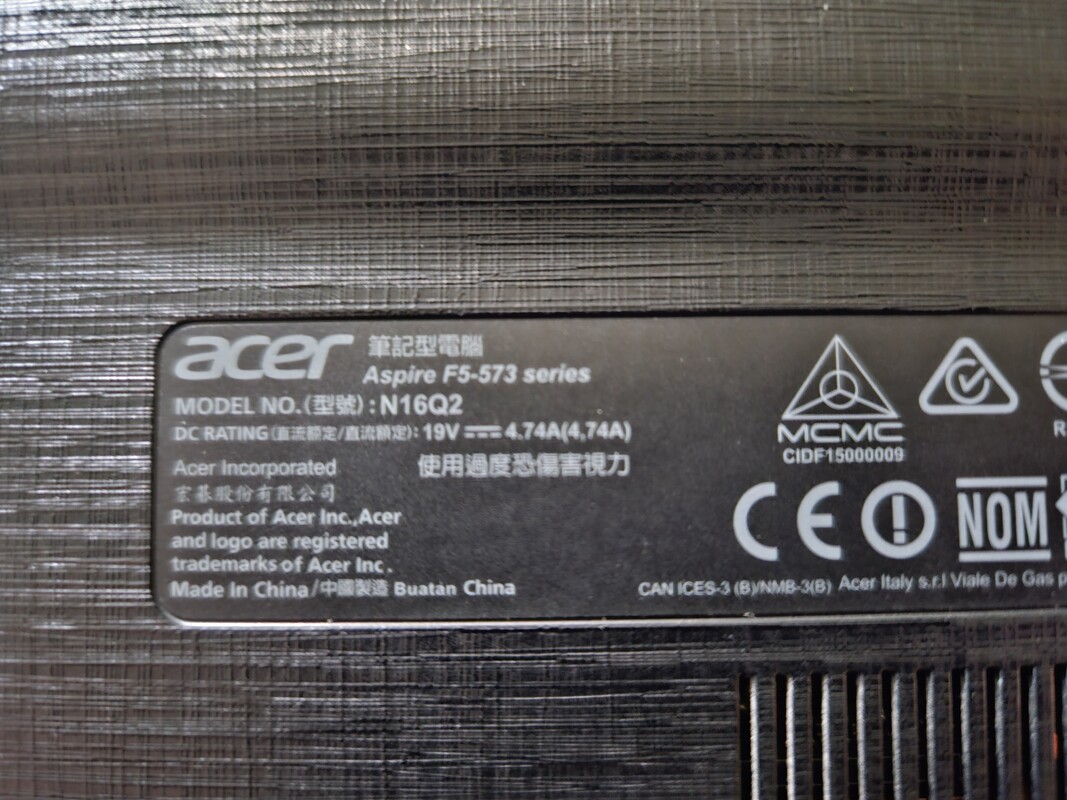 acer 筆記型電腦
Aspire F5-573 series
MODEL NO.(型號):N16Q2
DC RATING(直流額定/直流額定): 19V ⎓ 4.74A(4,74A)
Acer Incorporated 使用過度恐傷害視力
宏碁股份有限公司
Product of Acer Inc.,Acer
and logo are registered
trademarks of Acer Inc.
Made In China/中國製造 Buatan China
MCMC
CIDF15000009
R
CE NOM
CAN ICES-3 (B)/NMB-3(B) Acer Italy s.r.l Viale De Gas p